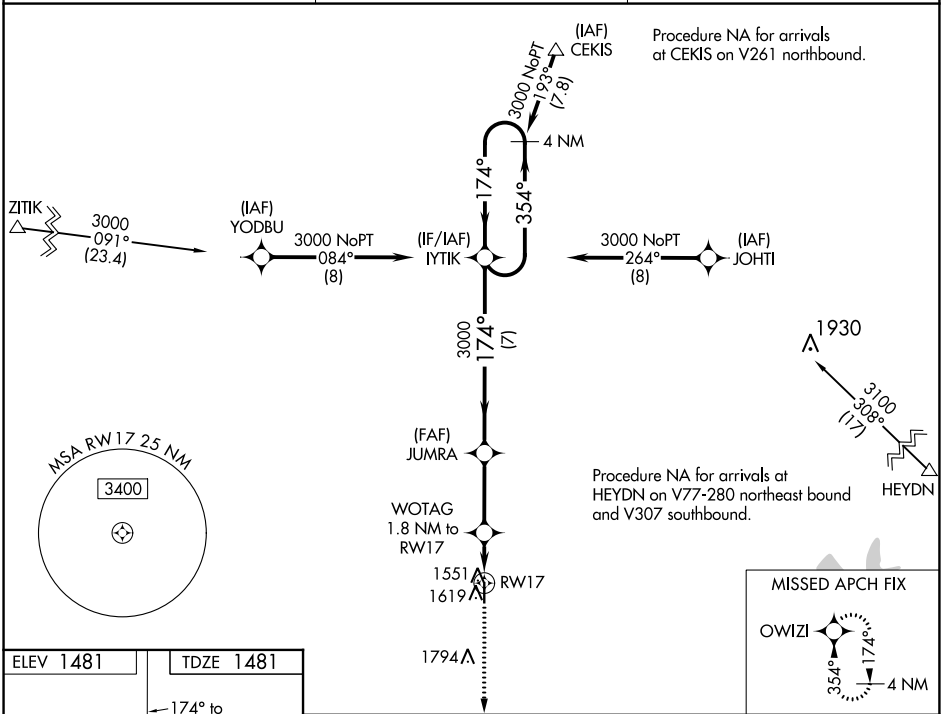 (IAF)
CEKIS
Procedure NA for arrivals
at CEKIS on V261 northbound.
3000 NoPT
193°
(7.8)
4 NM
174°
354°
ZITIK
3000
091°
(23.4)
(IAF)
YODBU
3000 NoPT
084°
(8)
(IF/IAF)
IYTIK
3000 NoPT
264°
(8)
(IAF)
JOHTI
3000
174°
(7)
1930
3100
308°
(17)
HEYDN
(FAF)
JUMRA
MSA RW17 25 NM
3400
Procedure NA for arrivals at
HEYDN on V77-280 northeast bound
and V307 southbound.
WOTAG
1.8 NM to
RW17
1551
RW17
1619
1794
MISSED APCH FIX
OWIZI
354°
174°
4 NM
ELEV 1481
TDZE 1481
174° to